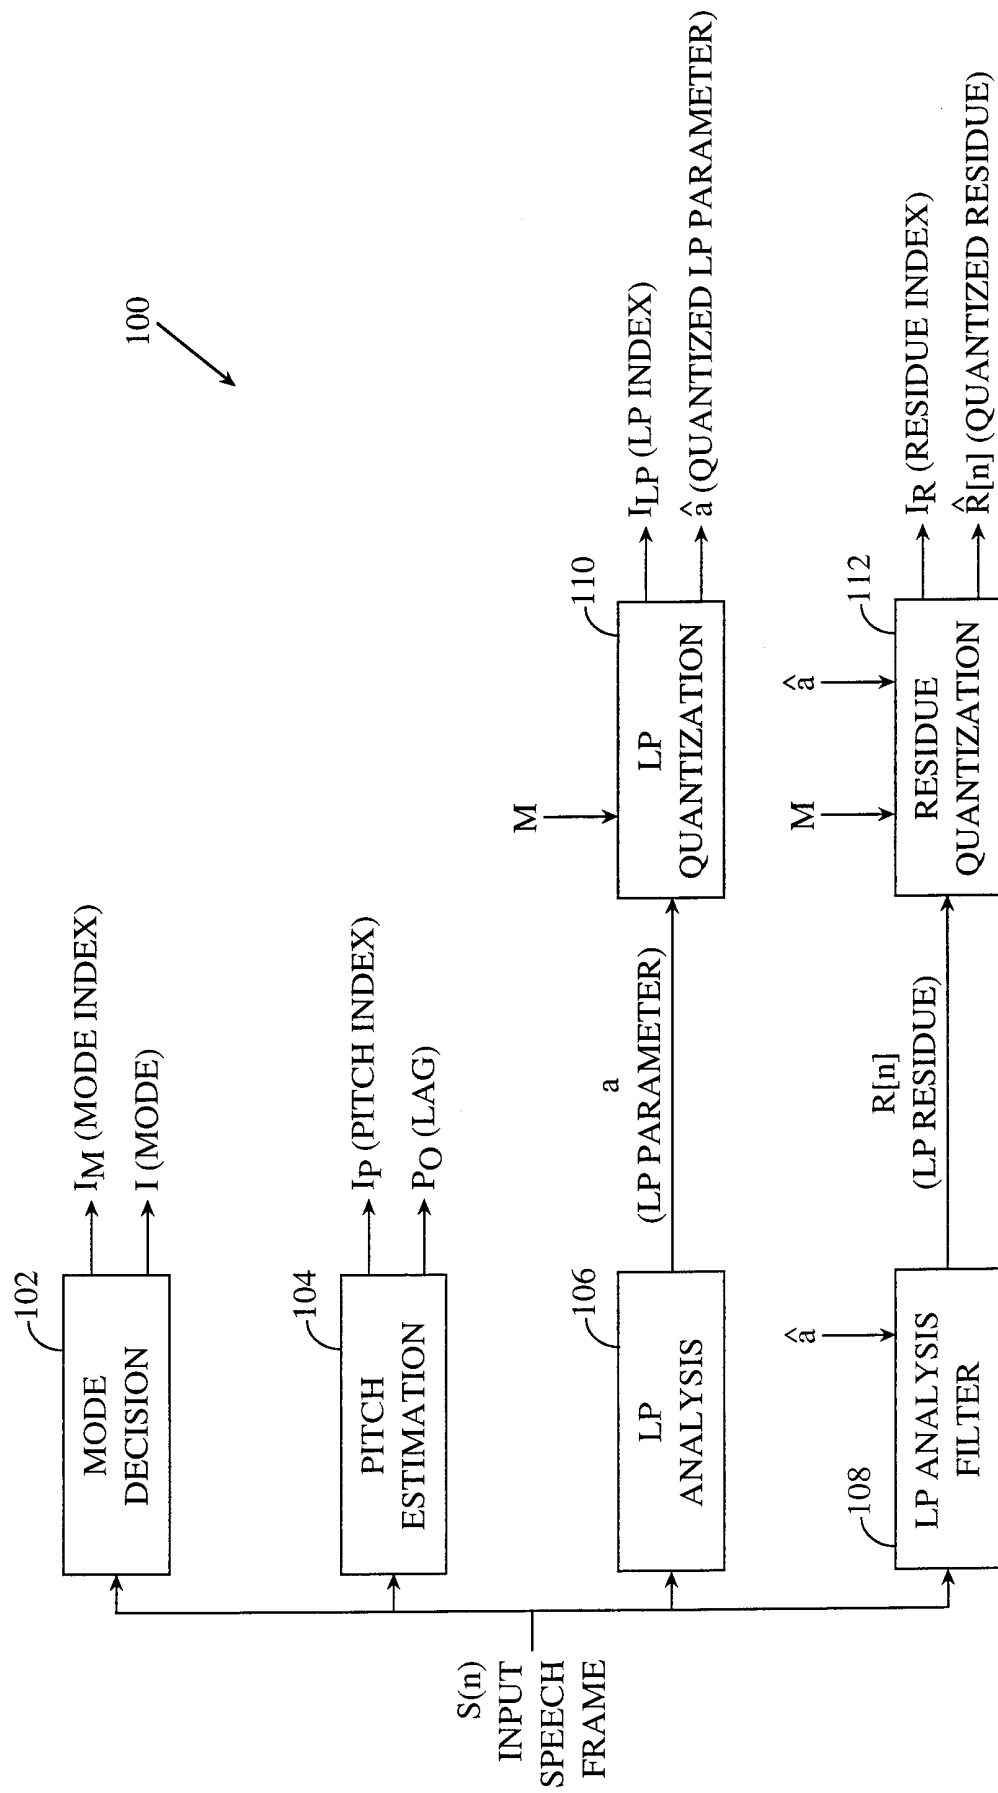 100
S(n)
INPUT
SPEECH
FRAME
102
MODE
DECISION
I_M (MODE INDEX)
I (MODE)
104
PITCH
ESTIMATION
I_P (PITCH INDEX)
P_O (LAG)
106
LP
ANALYSIS
a
(LP PARAMETER)
M
110
LP
QUANTIZATION
I_LP (LP INDEX)
â (QUANTIZED LP PARAMETER)
108
â
LP ANALYSIS
FILTER
R[n]
(LP RESIDUE)
M
â
112
RESIDUE
QUANTIZATION
I_R (RESIDUE INDEX)
R̂[n] (QUANTIZED RESIDUE)